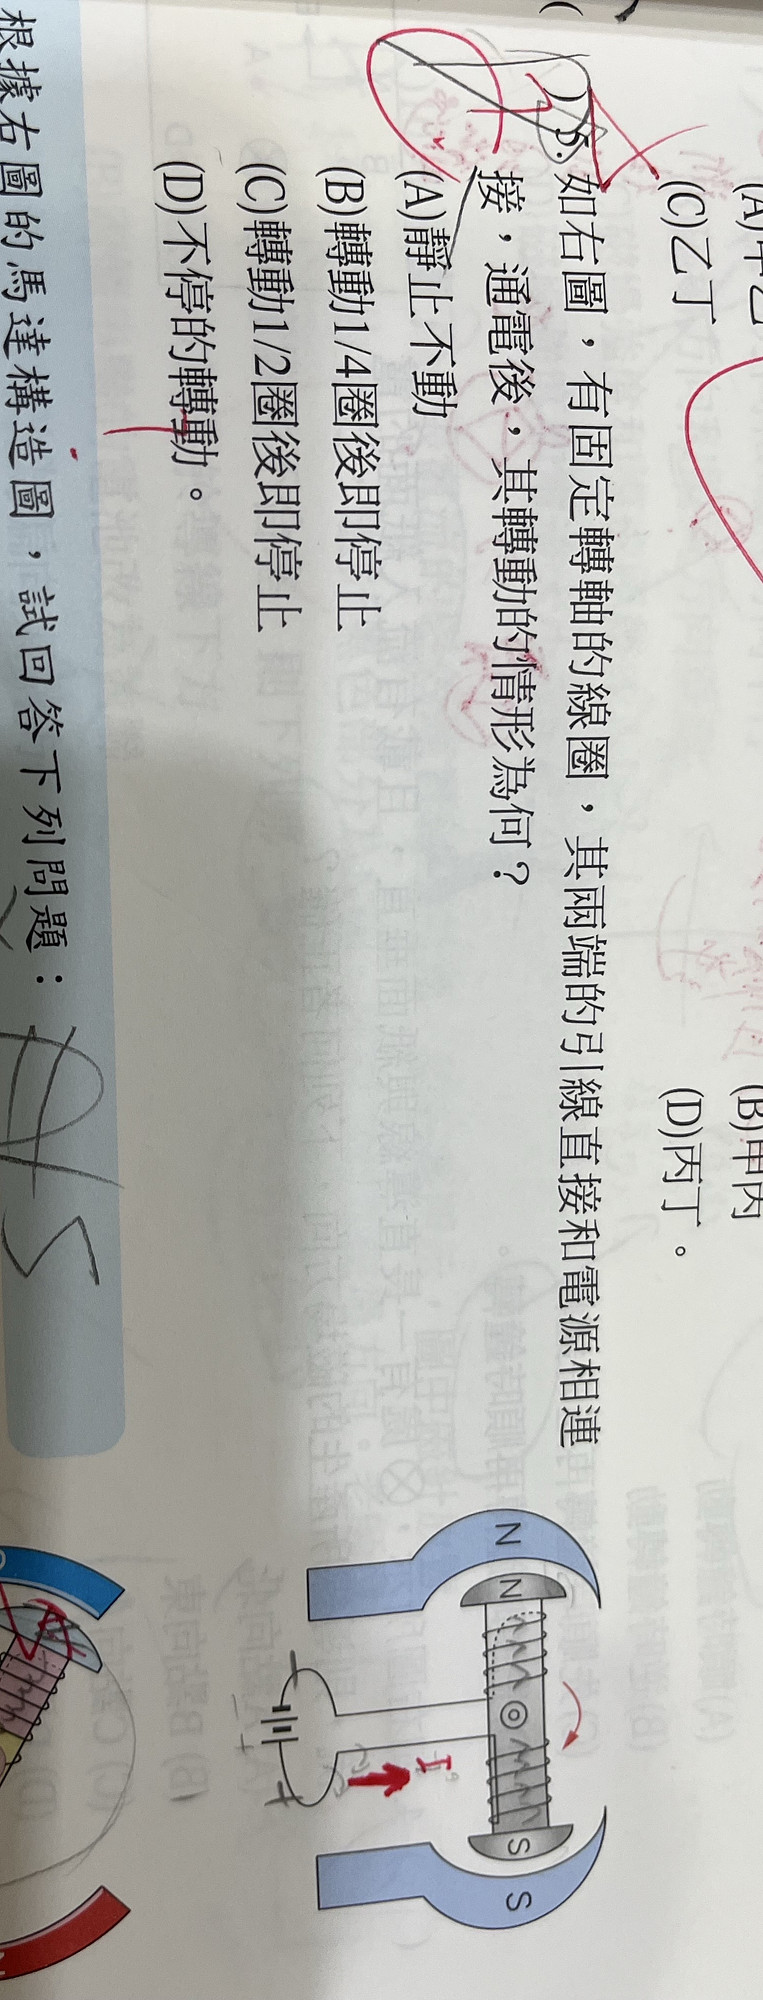 (A)甲乙
(B)甲丙
(C)乙丁
(D)丙丁。
( )5.如右圖，有固定轉軸的線圈，其兩端的引線直接和電源相連
接，通電後，其轉動的情形為何？
(A)靜止不動
(B)轉動1/4圈後即停止
(C)轉動1/2圈後即停止
(D)不停的轉動。
N
N
S
S
I
+
根據右圖的馬達構造圖，試回答下列問題：